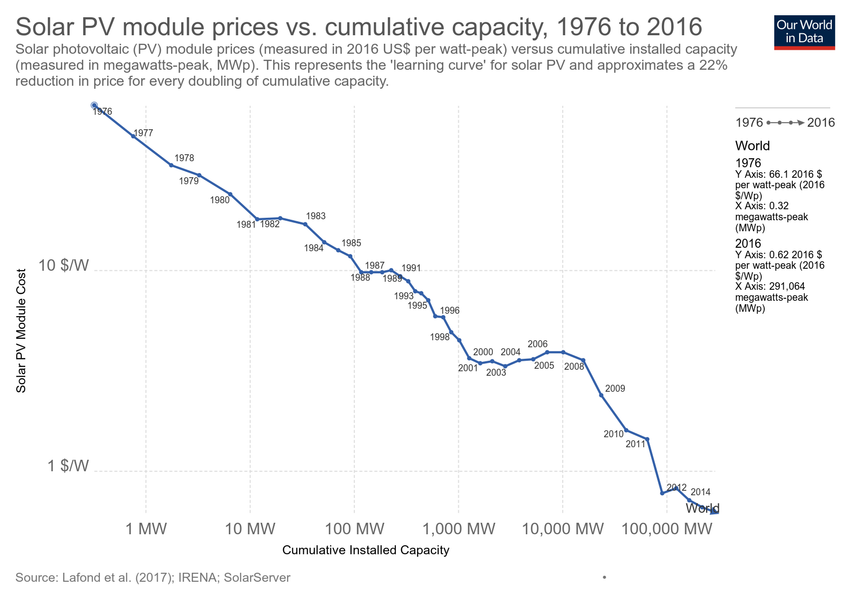 Solar PV module prices vs. cumulative capacity, 1976 to 2016
Our World
in Data
Solar photovoltaic (PV) module prices (measured in 2016 US$ per watt-peak) versus cumulative installed capacity
(measured in megawatts-peak, MWp). This represents the 'learning curve' for solar PV and approximates a 22%
reduction in price for every doubling of cumulative capacity.
1976
1977
1978
1979
1980
1981
1982
1983
1984
1985
1987
1988
1989
1991
1993
1995
1996
1998
2000
2001
2003
2004
2005
2006
2008
2009
2010
2011
2012
2014
World
10 $/W
1 $/W
Solar PV Module Cost
1 MW
10 MW
100 MW
1,000 MW
10,000 MW
100,000 MW
Cumulative Installed Capacity
1976 2016
World
1976
Y Axis: 66.1 2016 $
per watt-peak (2016
$/Wp)
X Axis: 0.32
megawatts-peak
(MWp)
2016
Y Axis: 0.62 2016 $
per watt-peak (2016
$/Wp)
X Axis: 291,064
megawatts-peak
(MWp)
Source: Lafond et al. (2017); IRENA; SolarServer
•